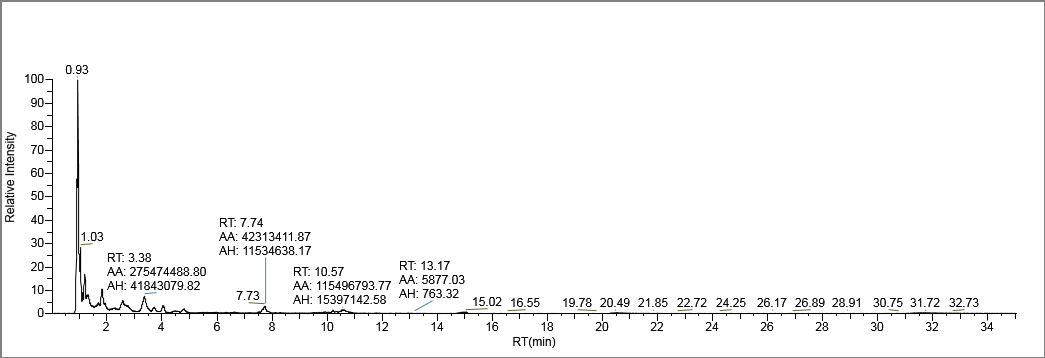 0.93
100
90
80
70
60
50
40
30
20
10
0
Relative Intensity
1.03
RT: 3.38
AA: 275474488.80
AH: 41843079.82
RT: 7.74
AA: 42313411.87
AH: 11534638.17
7.73
RT: 10.57
AA: 115496793.77
AH: 15397142.58
RT: 13.17
AA: 5877.03
AH: 763.32
15.02 16.55 19.78 20.49 21.85 22.72 24.25 26.17 26.89 28.91 30.75 31.72 32.73
2 4 6 8 10 12 14 16 18 20 22 24 26 28 30 32 34
RT(min)